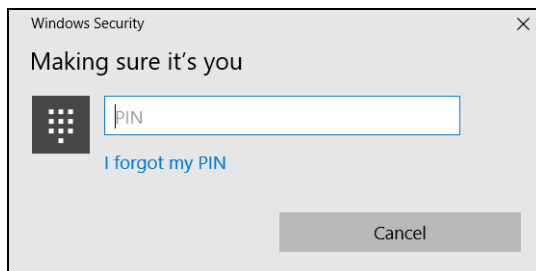 Windows Security
Making sure it's you
PIN
I forgot my PIN
Cancel